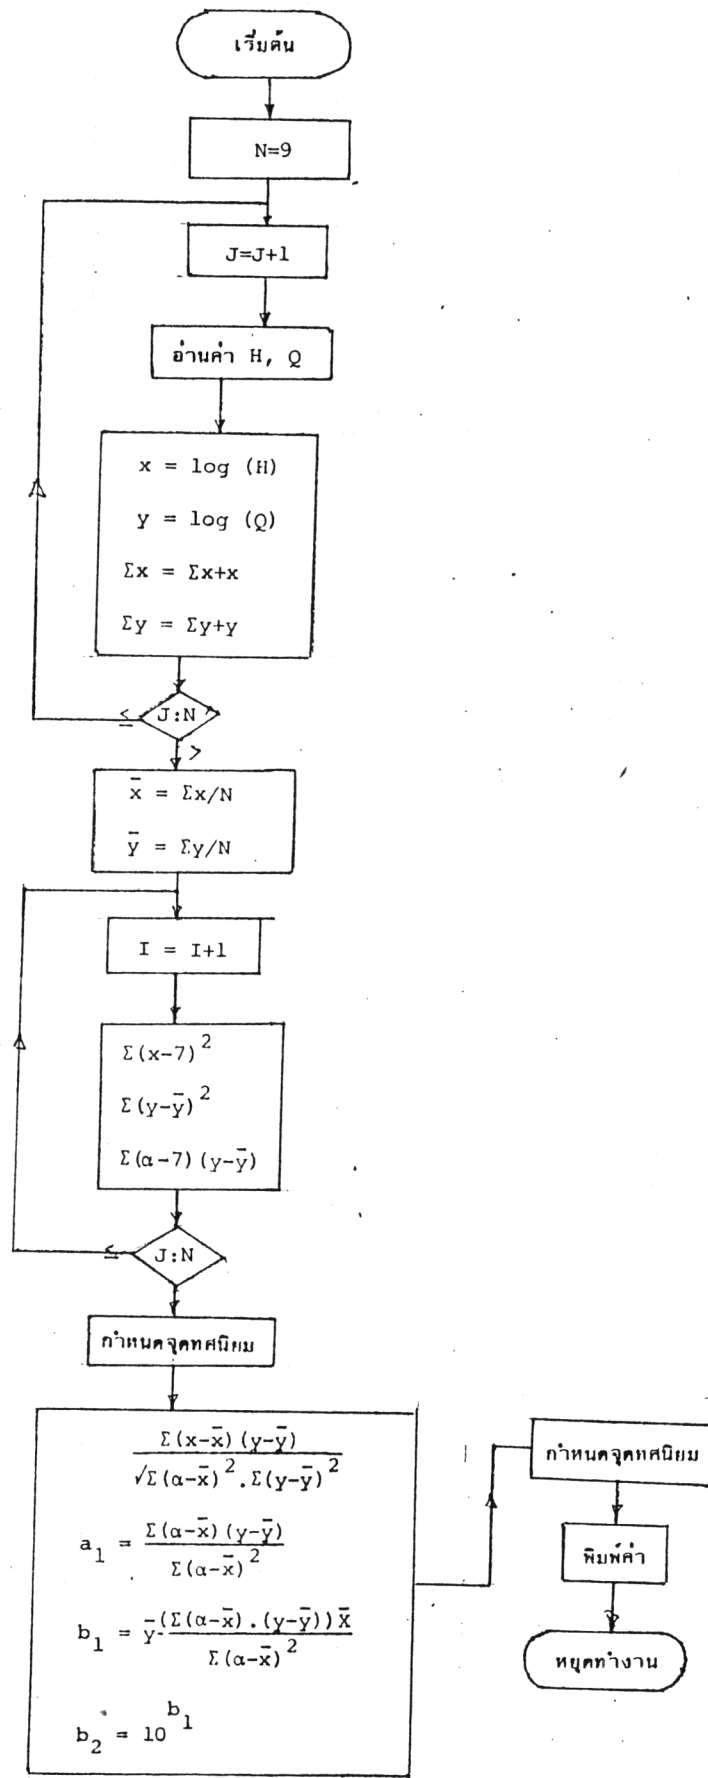 เริ่มต้น
N=9
J=J+1
อ่านค่า H, Q
x = log (H)
y = log (Q)
Σx = Σx+x
Σy = Σy+y
J:N
≤
>
x̄ = Σx/N
ȳ = Σy/N
I = I+1
Σ(x-7)²
Σ(y-ȳ)²
Σ(α-7)(y-ȳ)
J:N
≤
กำหนดจุดทศนิยม
Σ(x-x̄)(y-ȳ)
√Σ(α-x̄)².Σ(y-ȳ)²
a₁ = Σ(α-x̄)(y-ȳ)
Σ(α-x̄)²
b₁ = ȳ-(Σ(α-x̄).(y-ȳ))X̄
Σ(α-x̄)²
b₂ = 10^b₁
กำหนดจุดทศนิยม
พิมพ์ค่า
หยุดทำงาน